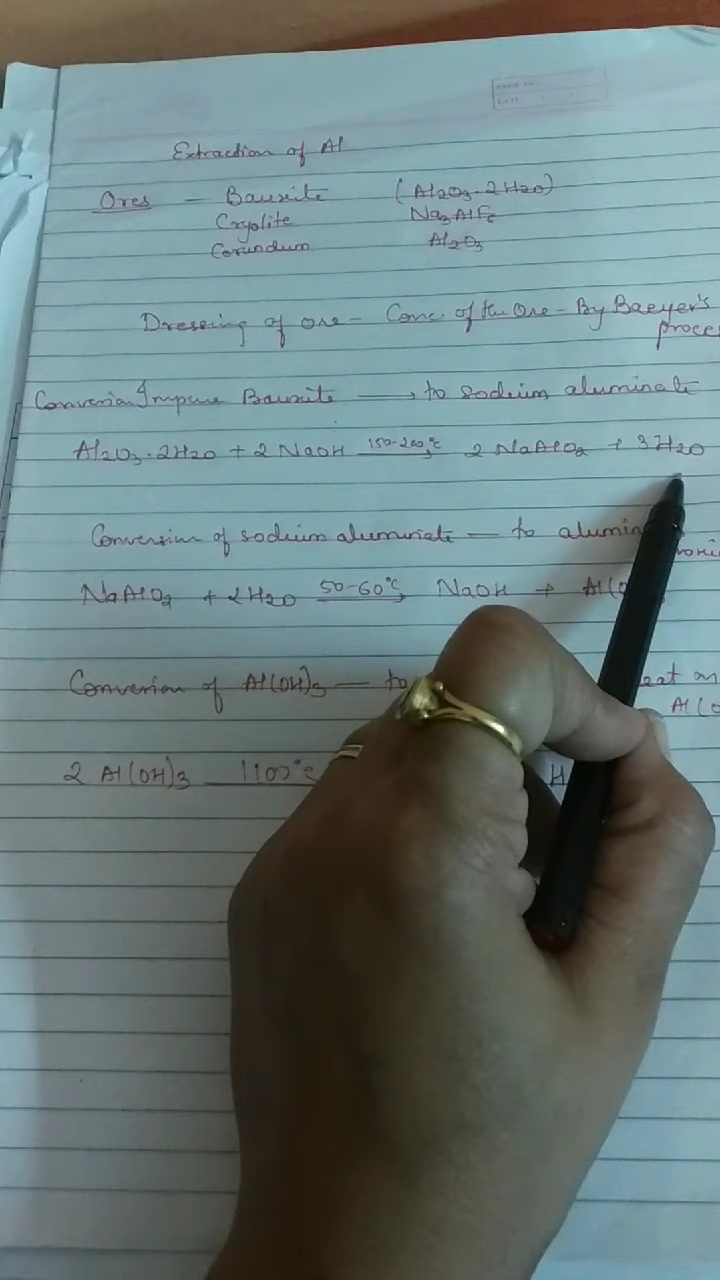 Extraction of Al
Ores - Bauxite (Al2O3.2H2O)
Cryolite Na3AlF6
Corundum Al2O3
Dressing of ore - Conc of the Ore - By Baeyer's
process
Conversion Impure Bauxite → to sodium aluminate
Al2O3.2H2O + 2 NaOH 150-200°C 2 NaAlO2 + 3H2O
Conversion of sodium aluminate - to alumin
NaAlO2 + 2H2O 50-60°C → NaOH + Al(O
Conversion of Al(OH)3 - to eat
Al(O
2 Al(OH)3 1100°C H